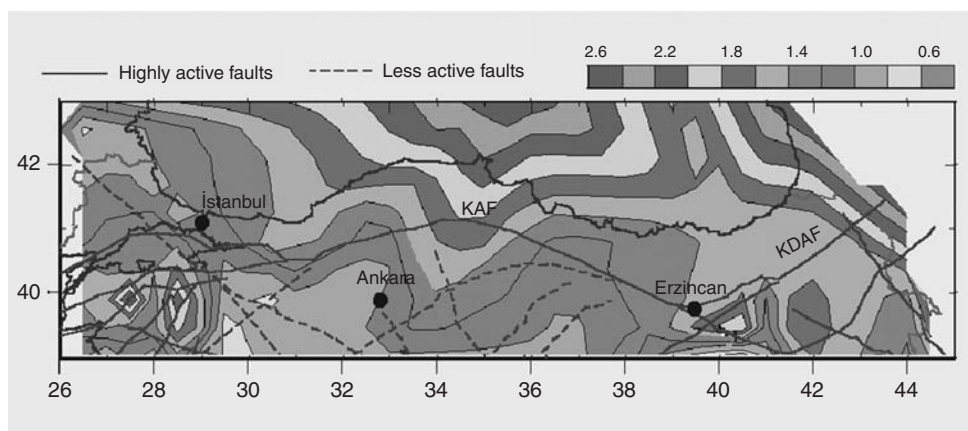 2.6 2.2 1.8 1.4 1.0 0.6
Highly active faults Less active faults
42
İstanbul
KAF
KDAF
Ankara
Erzincan
40
26 28 30 32 34 36 38 40 42 44